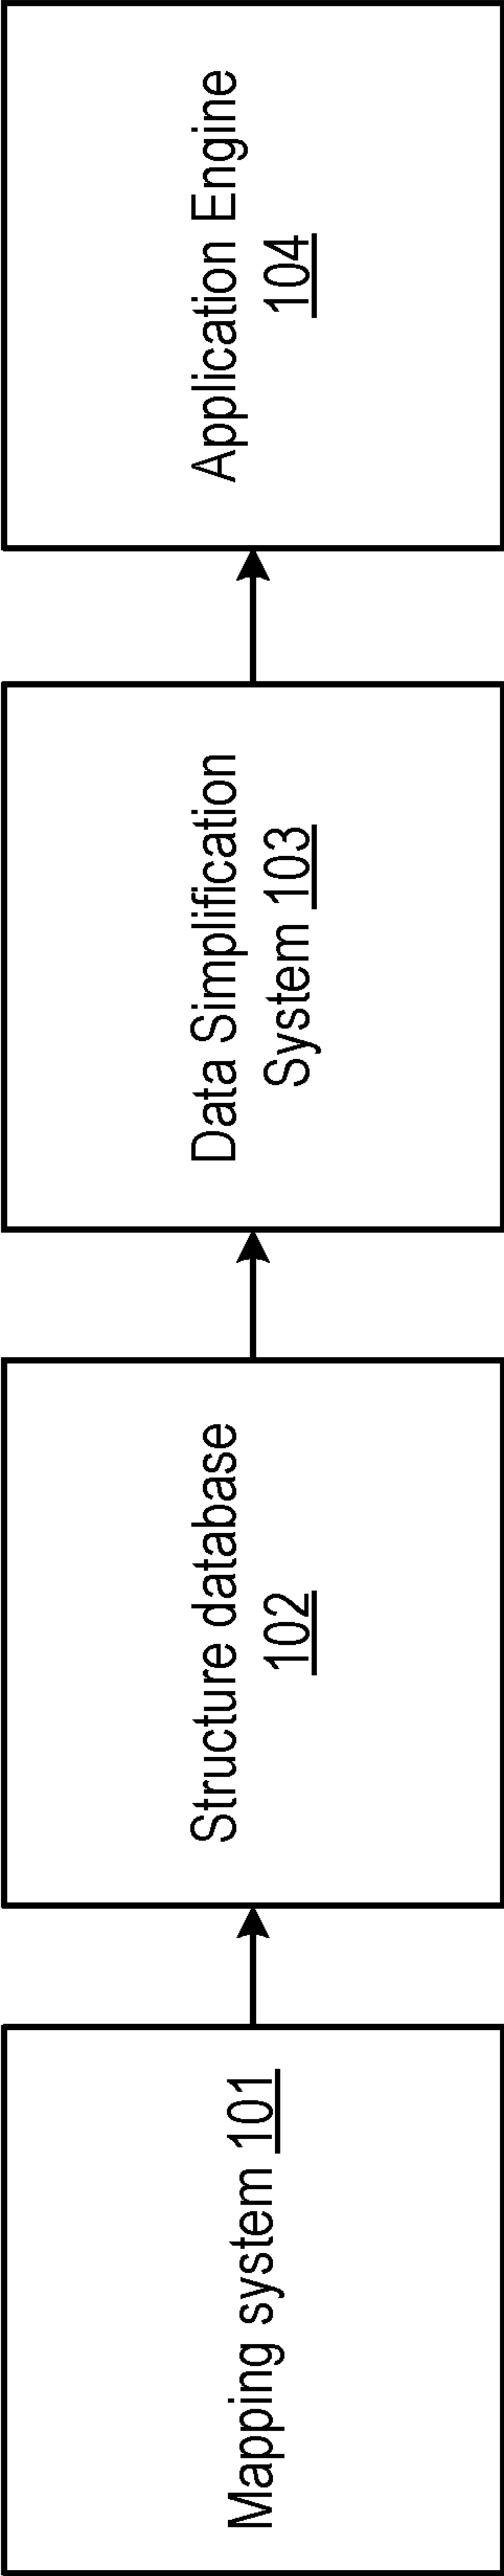 Mapping system 101
Structure database
102
Data Simplification
System 103
Application Engine
104